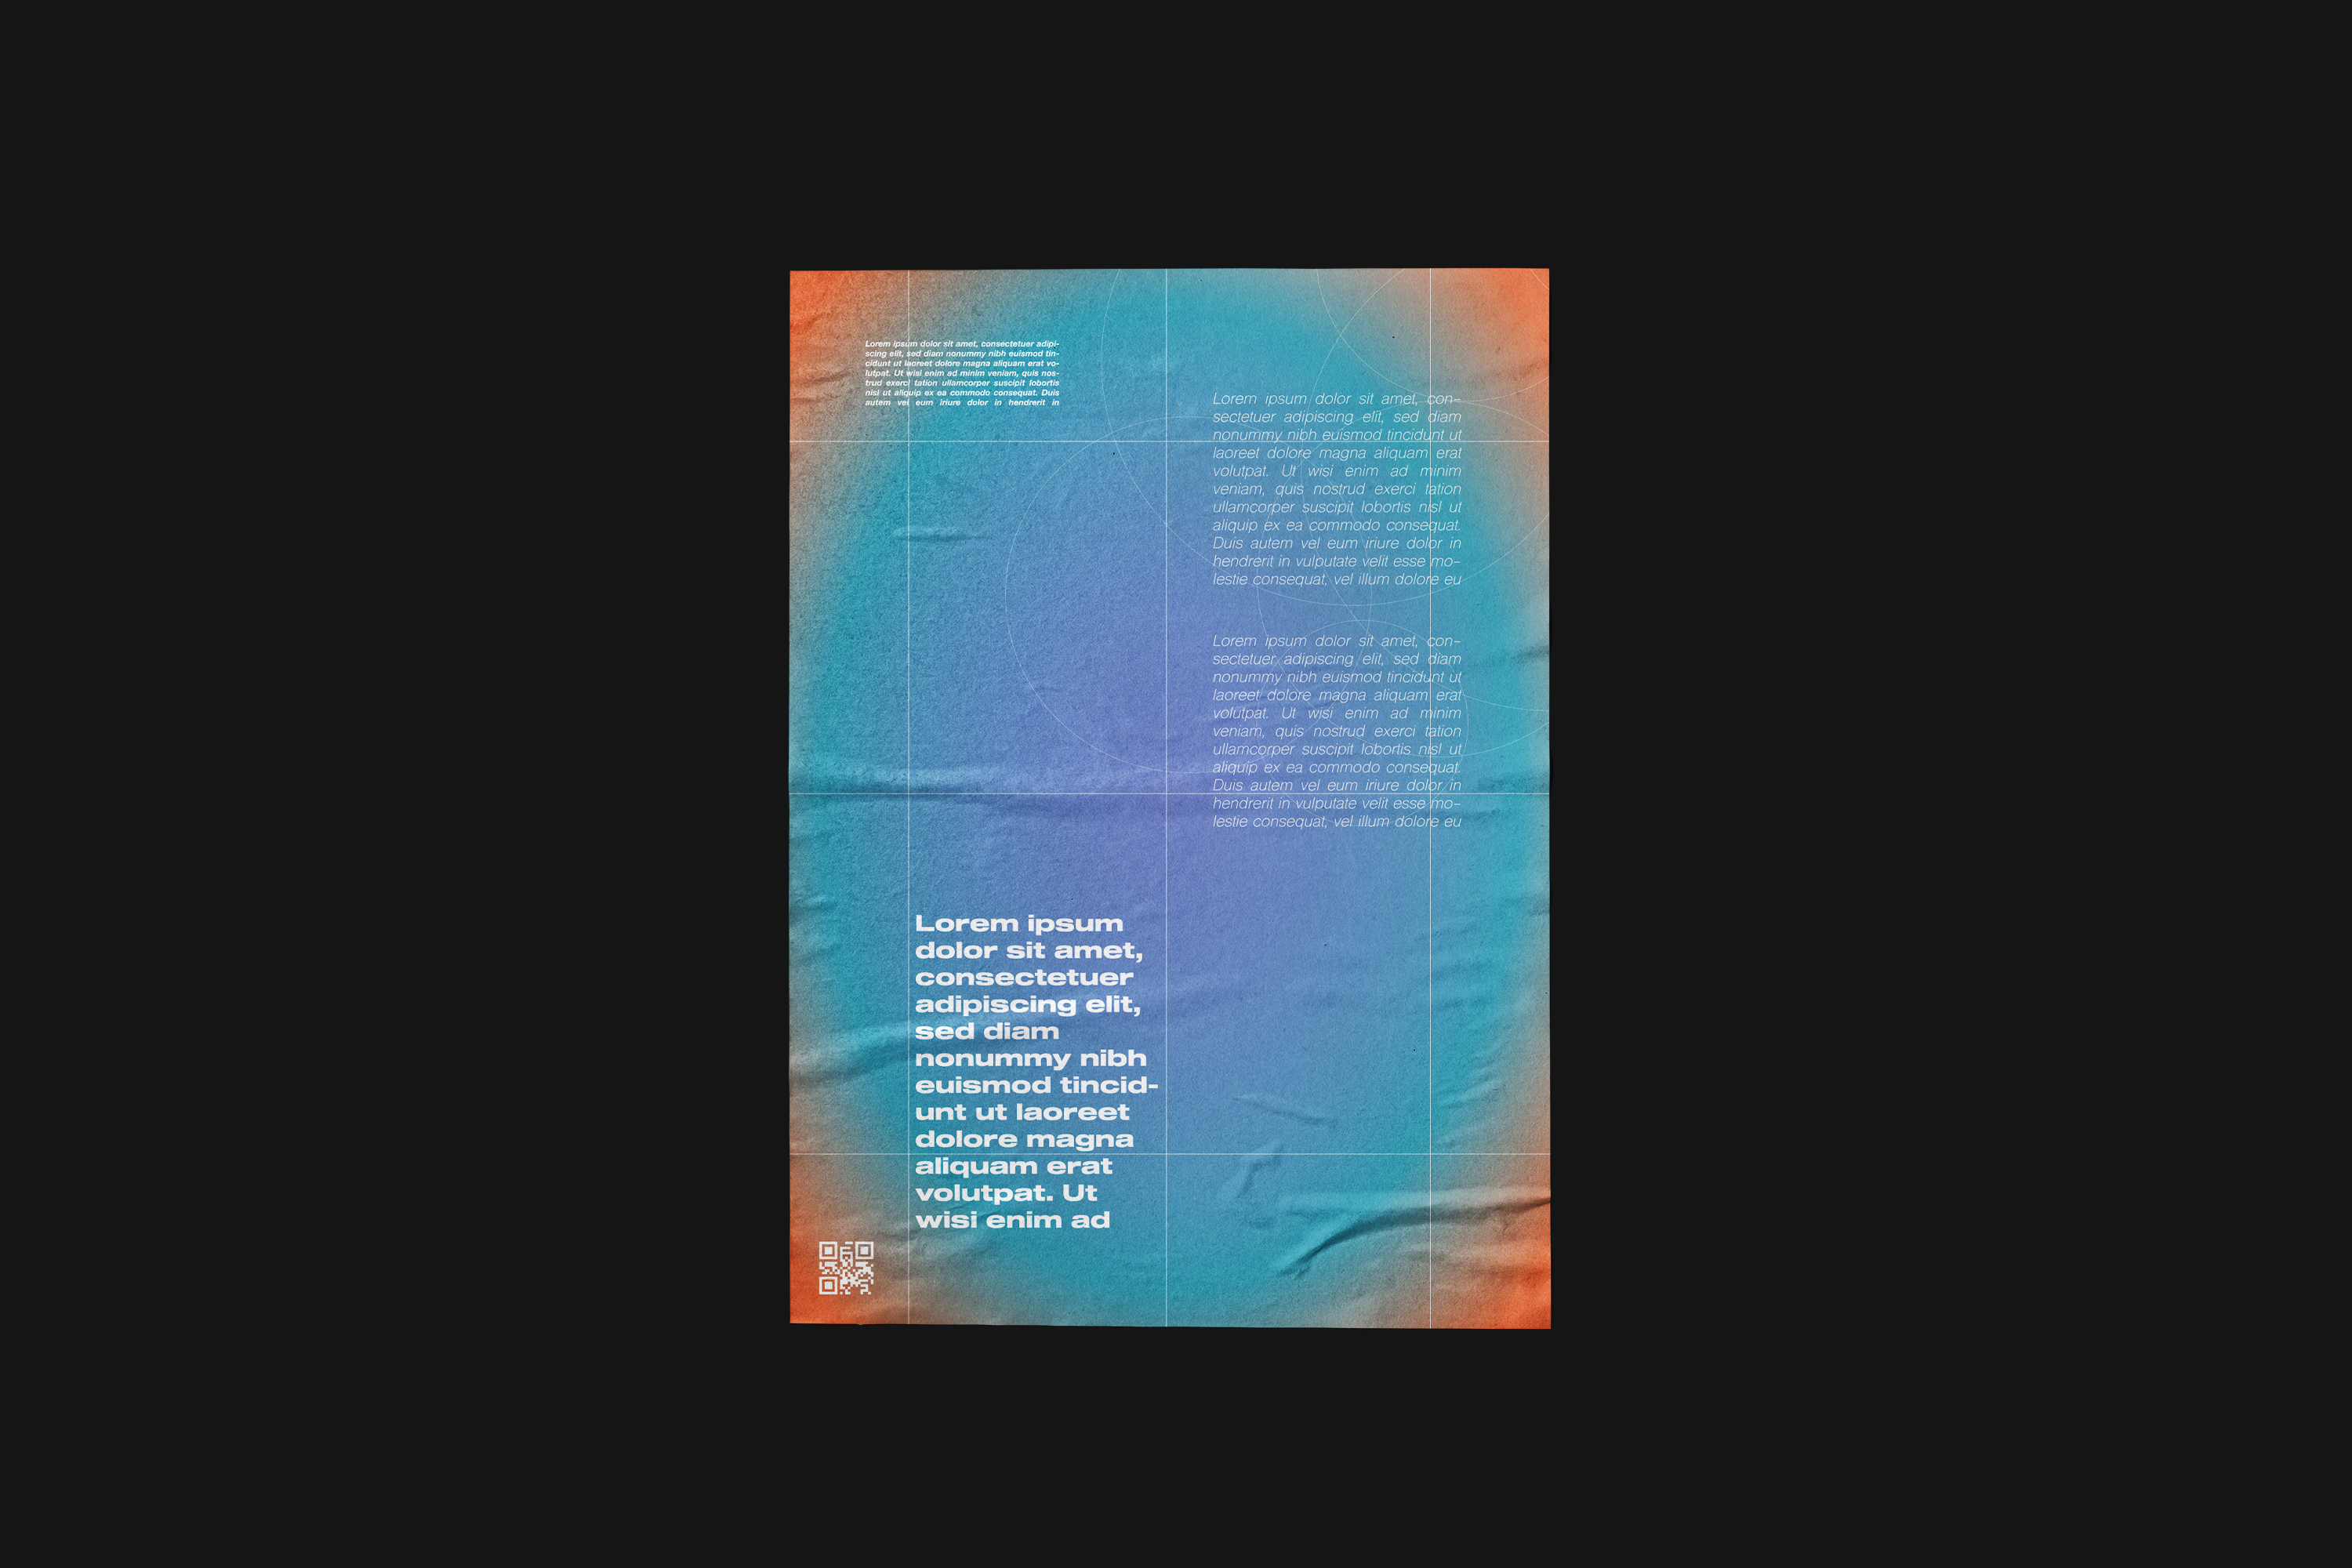 Lorem ipsum dolor sit amet, consectetuer adipi-
scing elit, sed diam nonummy nibh euismod tin-
cidunt ut laoreet dolore magna aliquam erat vo-
lutpat. Ut wisi enim ad minim veniam, quis nos-
trud exerci tation ullamcorper suscipit lobortis
nisl ut aliquip ex ea commodo consequat. Duis
autem vel eum iriure dolor in hendrerit in
Lorem ipsum dolor sit amet, con-
sectetuer adipiscing elit, sed diam
nonummy nibh euismod tincidunt ut
laoreet dolore magna aliquam erat
volutpat. Ut wisi enim ad minim
veniam, quis nostrud exerci tation
ullamcorper suscipit lobortis nisl ut
aliquip ex ea commodo consequat.
Duis autem vel eum iriure dolor in
hendrerit in vulputate velit esse mo-
lestie consequat, vel illum dolore eu
Lorem ipsum dolor sit amet, con-
sectetuer adipiscing elit, sed diam
nonummy nibh euismod tincidunt ut
laoreet dolore magna aliquam erat
volutpat. Ut wisi enim ad minim
veniam, quis nostrud exerci tation
ullamcorper suscipit lobortis nisl ut
aliquip ex ea commodo consequat.
Duis autem vel eum iriure dolor in
hendrerit in vulputate velit esse mo-
lestie consequat, vel illum dolore eu
Lorem ipsum
dolor sit amet,
consectetuer
adipiscing elit,
sed diam
nonummy nibh
euismod tincid-
unt ut laoreet
dolore magna
aliquam erat
volutpat. Ut
wisi enim ad